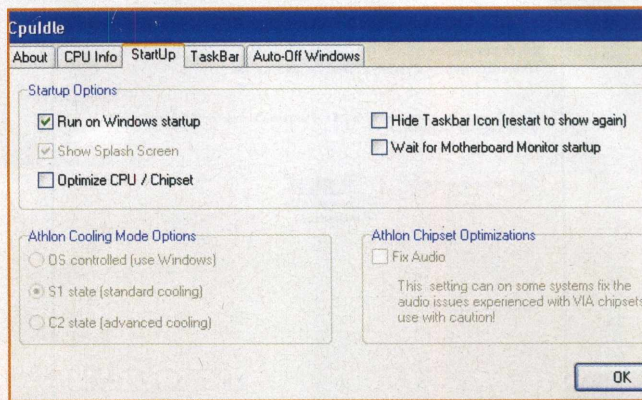 CpuIdle
About CPU Info StartUp TaskBar Auto-Off Windows
Startup Options
Run on Windows startup
Show Splash Screen
Optimize CPU / Chipset
Hide Taskbar Icon (restart to show again)
Wait for Motherboard Monitor startup
Athlon Cooling Mode Options
OS controlled (use Windows)
S1 state (standard cooling)
C2 state (advanced cooling)
Athlon Chipset Optimizations
Fix Audio
This setting can on some systems fix the
audio issues experienced with VIA chipsets
use with caution!
OK